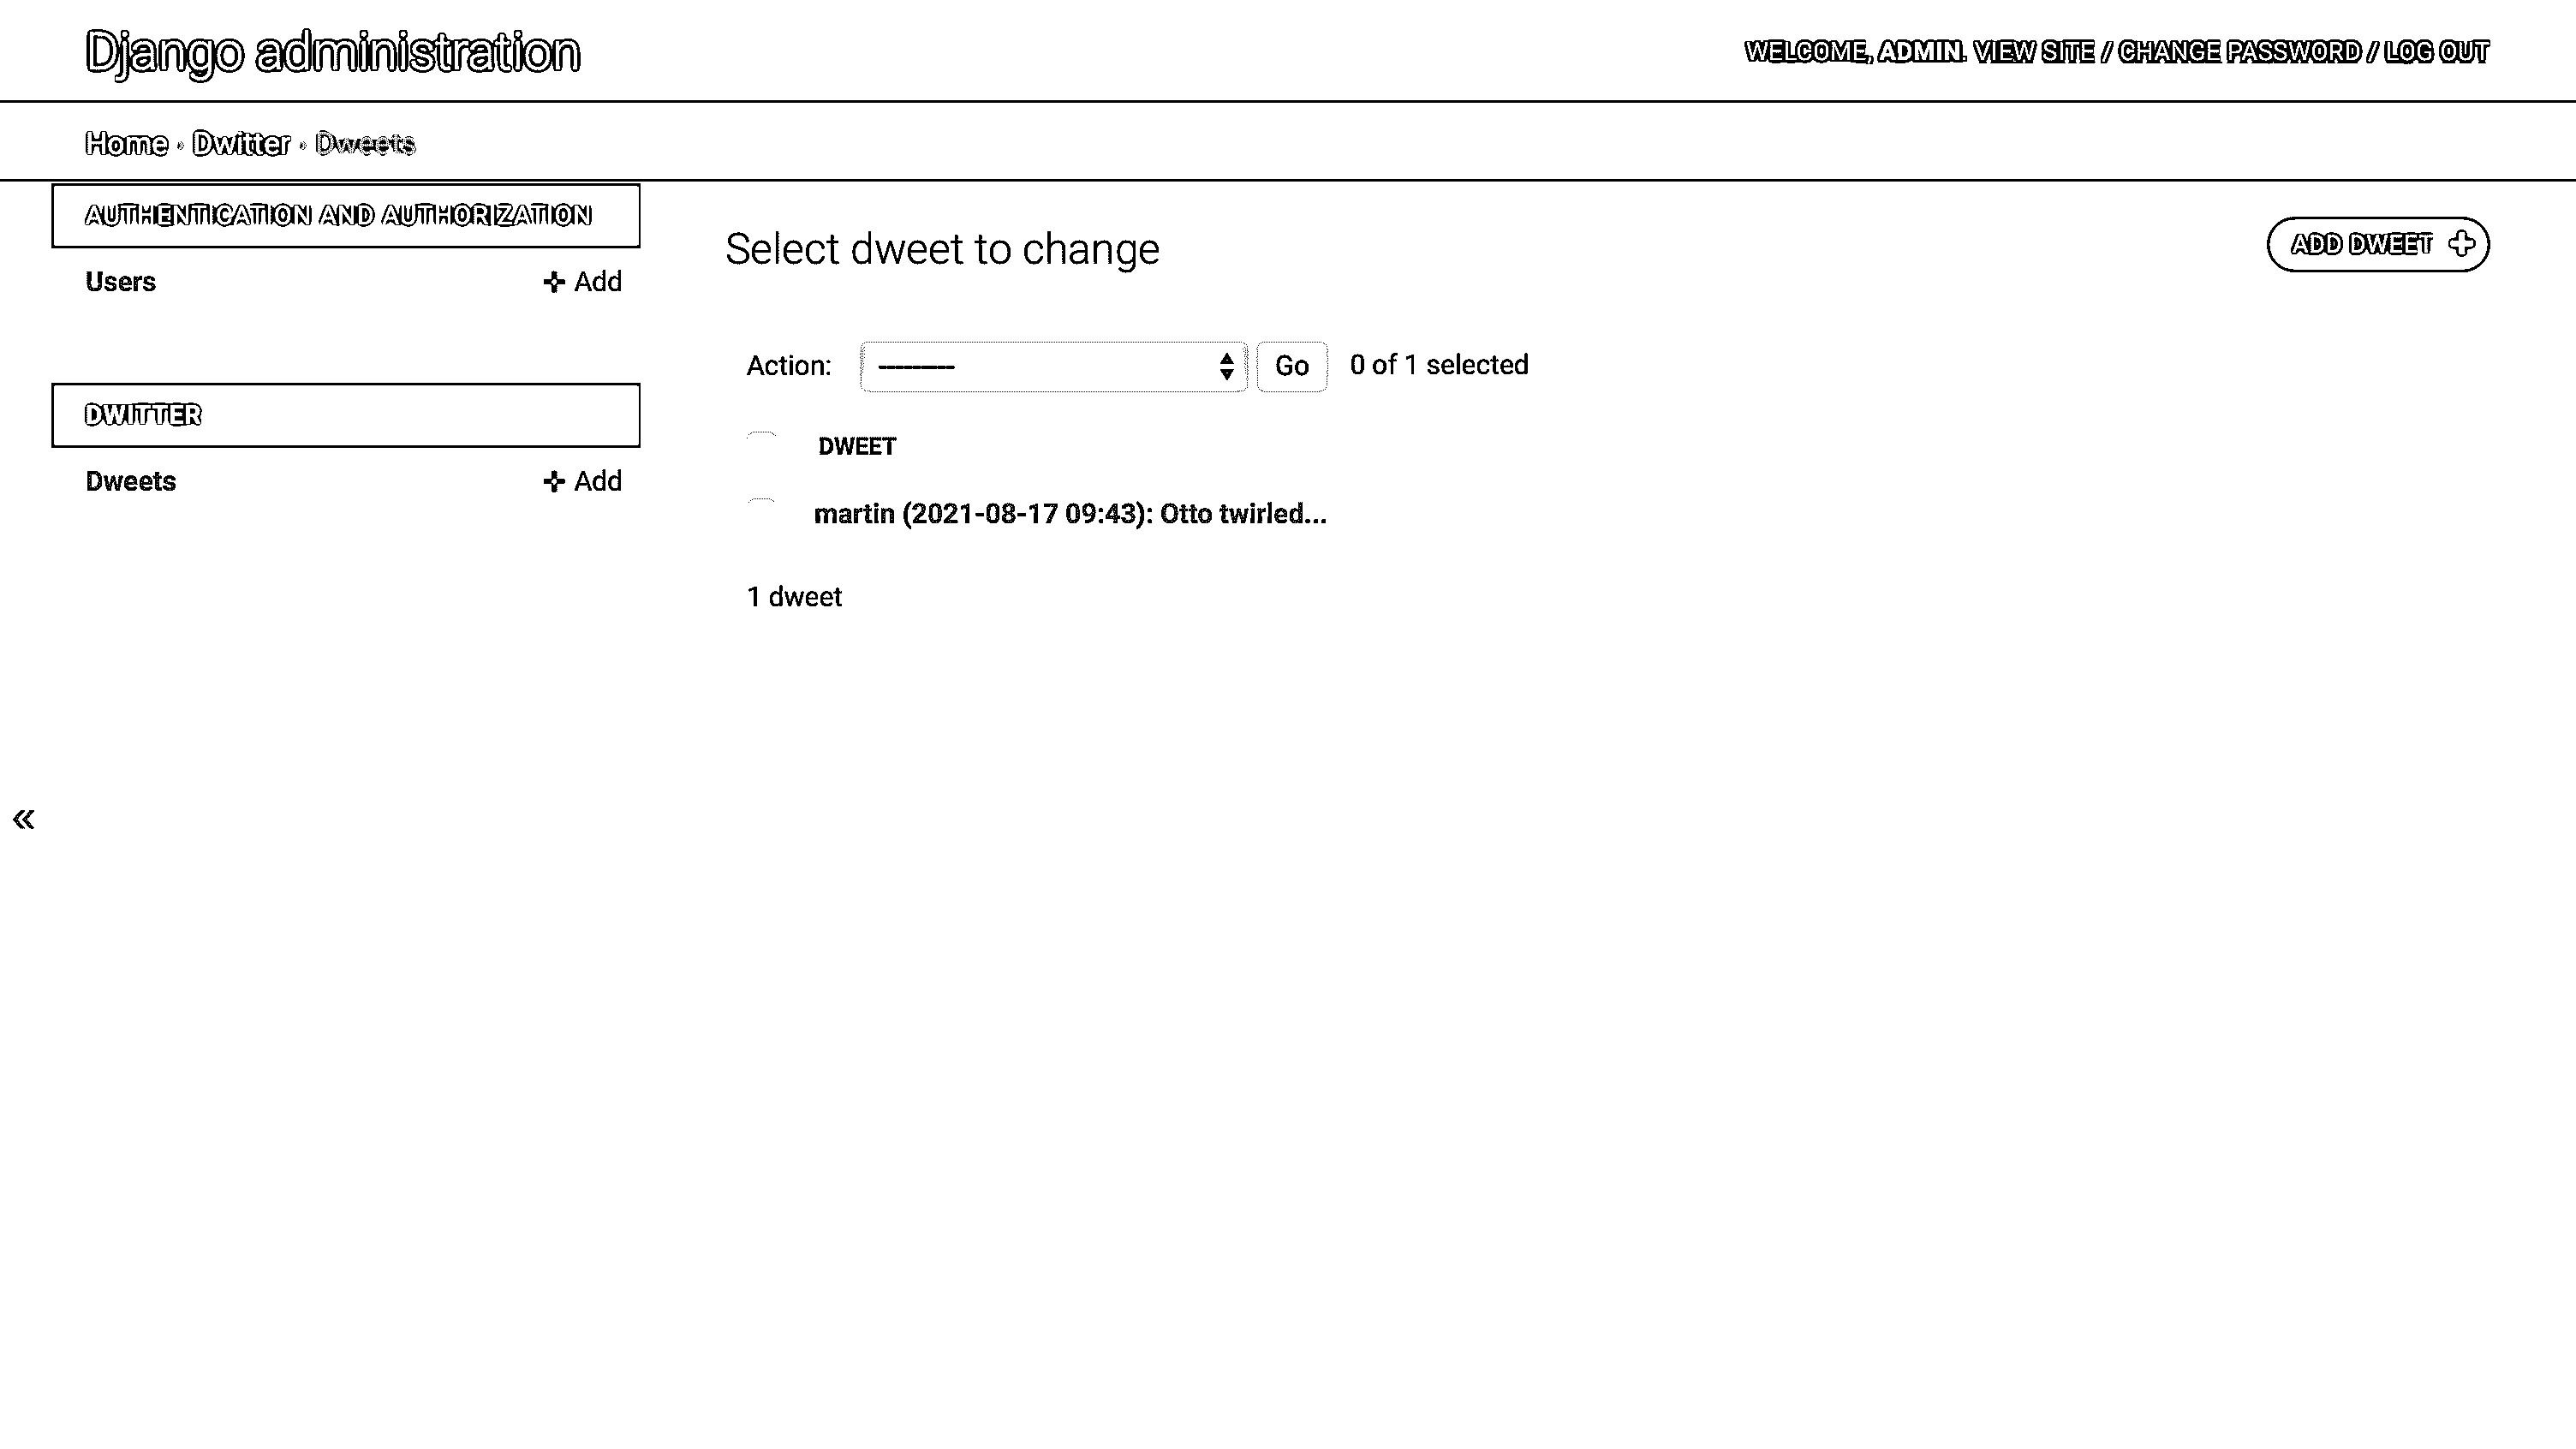 Django administration
WELCOME, ADMIN. VIEW SITE / CHANGE PASSWORD / LOG OUT
Home › Dwitter › Dweets
AUTHENTICATION AND AUTHORIZATION
Users + Add
DWITTER
Dweets + Add
«
Select dweet to change
ADD DWEET +
Action: --------- Go 0 of 1 selected
DWEET
martin (2021-08-17 09:43): Otto twirled...
1 dweet